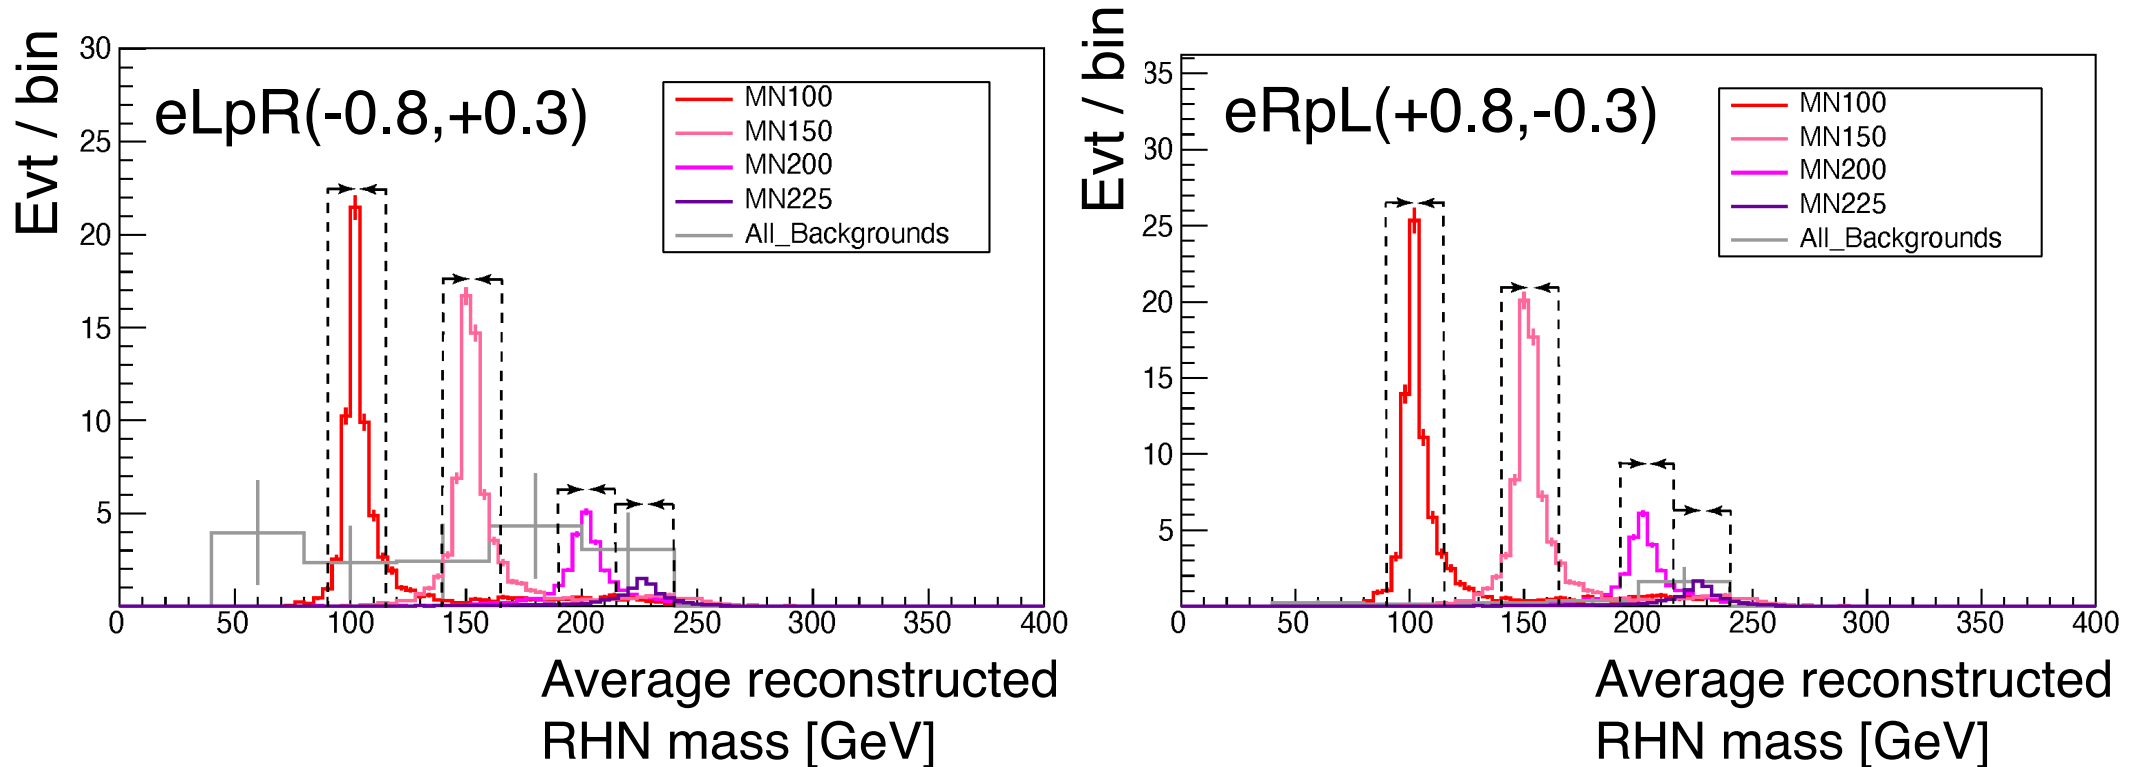 Evt / bin
30
25
20
15
10
5
eLpR(-0.8,+0.3)
MN100
MN150
MN200
MN225
All_Backgrounds
0 50 100 150 200 250 300 350 400
Average reconstructed
RHN mass [GeV]
Evt / bin
35
30
25
20
15
10
5
eRpL(+0.8,-0.3)
MN100
MN150
MN200
MN225
All_Backgrounds
0 50 100 150 200 250 300 350 400
Average reconstructed
RHN mass [GeV]